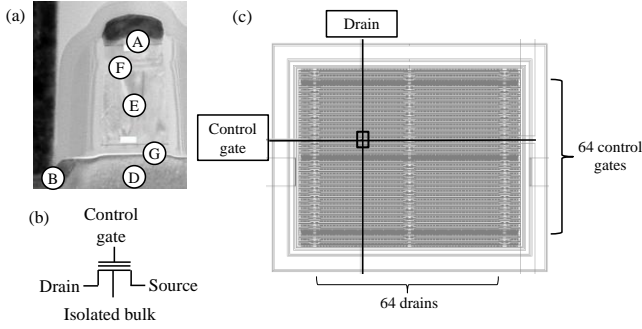 (a)
A
F
E
G
B
D
(b)
Control
gate
Drain
Source
Isolated bulk
(c)
Drain
Control
gate
64 control
gates
64 drains